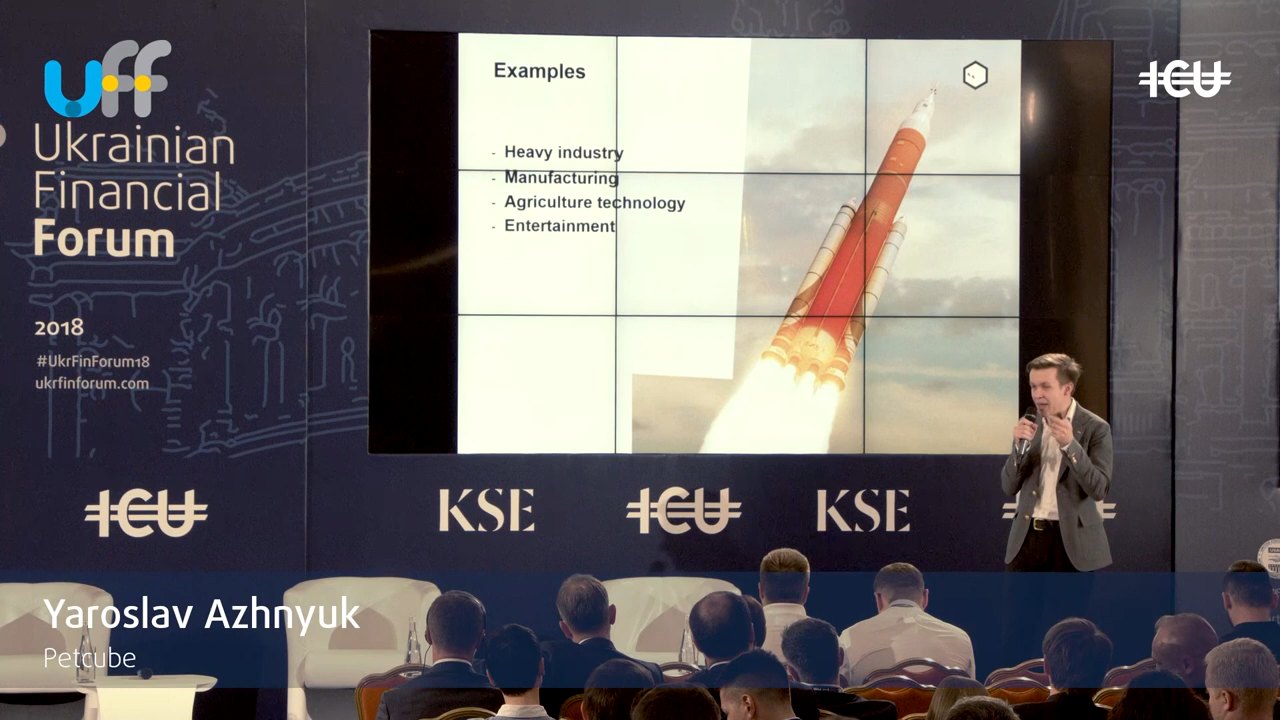 uff
Ukrainian
Financial
Forum
2018
#UkrFinForum18
ukrfinforum.com
Examples
- Heavy industry
- Manufacturing
- Agriculture technology
- Entertainment
ICU
ICU
KSE
ICU
KSE
Yaroslav Azhnyuk
Petcube